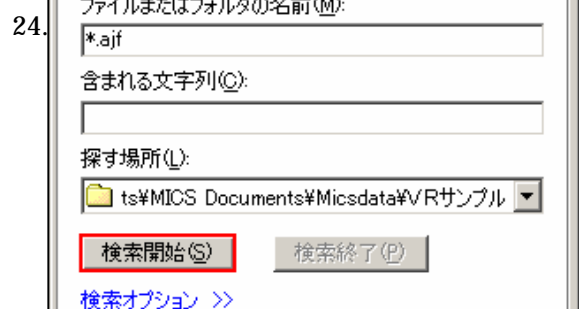 24.
ファイルまたはフォルダの名前(M):
*.ajf
含まれる文字列(C):
探す場所(L):
ts¥MICS Documents¥Micsdata¥VRサンプル
検索開始(S) 検索終了(P)
検索オプション >>